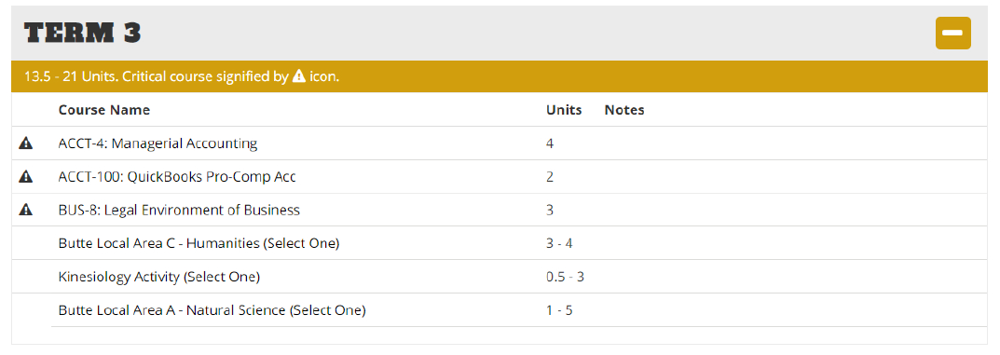 TERM 3
13.5 - 21 Units. Critical course signified by icon.
Course Name Units Notes
ACCT-4: Managerial Accounting 4
ACCT-100: QuickBooks Pro-Comp Acc 2
BUS-8: Legal Environment of Business 3
Butte Local Area C - Humanities (Select One) 3 - 4
Kinesiology Activity (Select One) 0.5 - 3
Butte Local Area A - Natural Science (Select One) 1 - 5